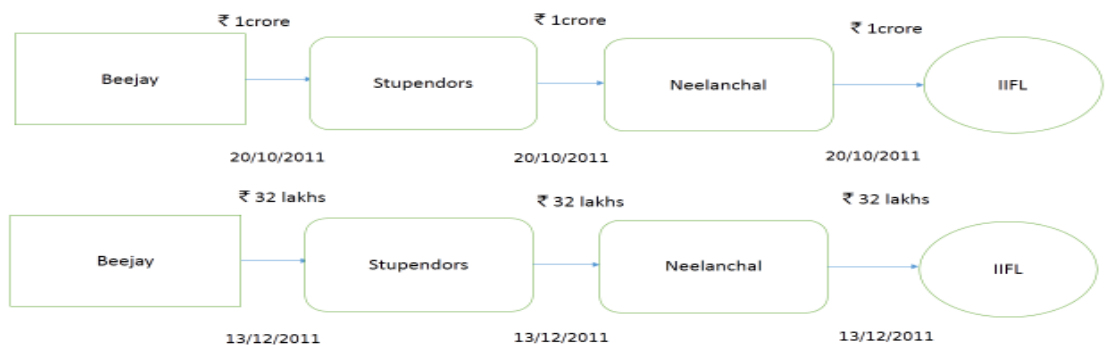 ₹ 1crore ₹ 1crore ₹ 1crore
Beejay Stupendors Neelanchal IIFL
20/10/2011 20/10/2011 20/10/2011
₹ 32 lakhs ₹ 32 lakhs ₹ 32 lakhs
Beejay Stupendors Neelanchal IIFL
13/12/2011 13/12/2011 13/12/2011